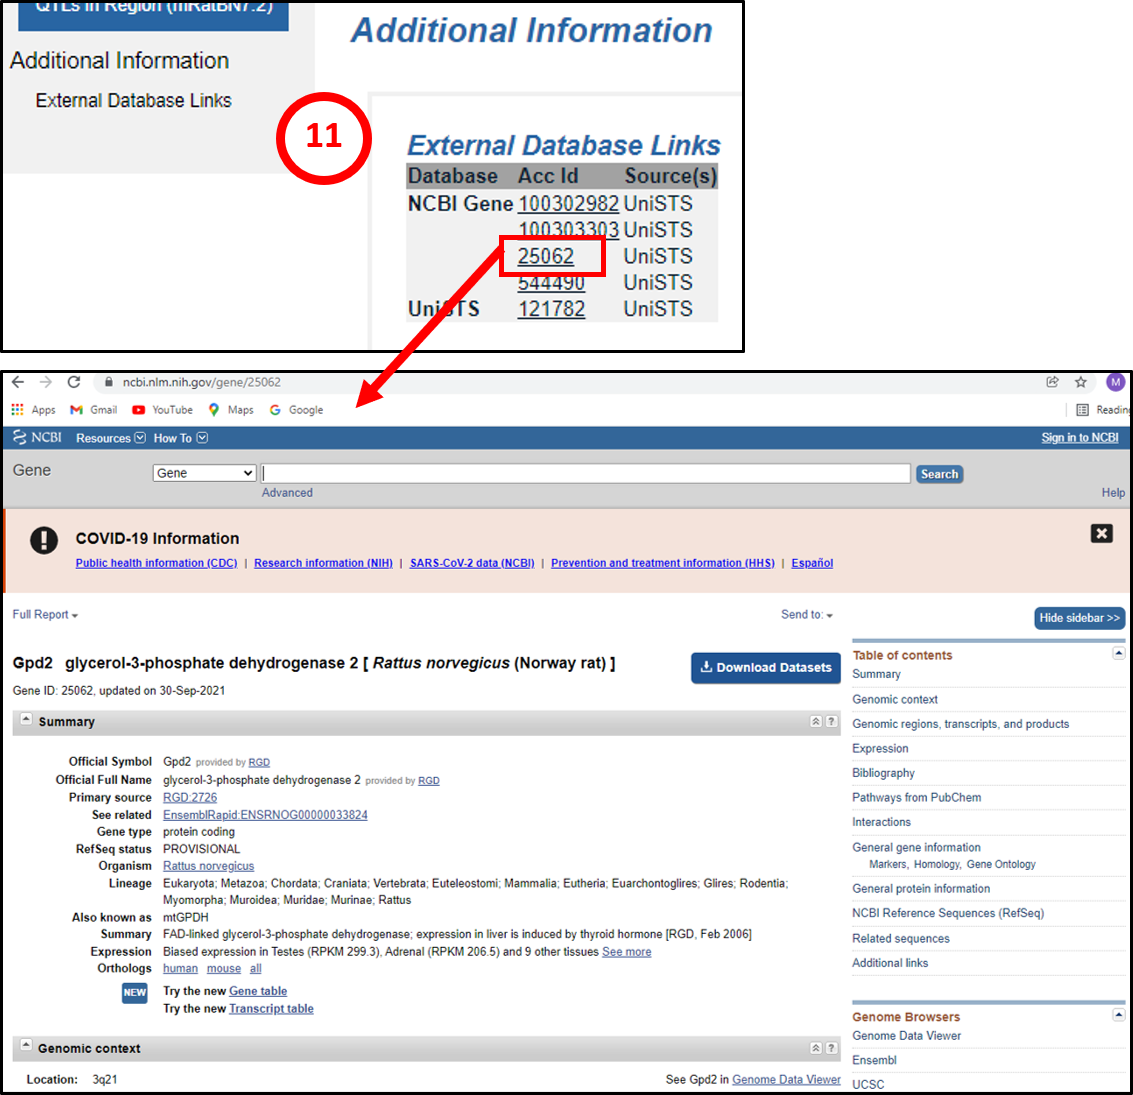 QTLs in Region (mRatBN7.2)
Additional Information
External Database Links
Additional Information
11
External Database Links
Database Acc Id Source(s)
NCBI Gene 100302982 UniSTS
100303303 UniSTS
25062 UniSTS
544490 UniSTS
UniSTS 121782 UniSTS
ncbi.nlm.nih.gov/gene/25062
M
Apps Gmail YouTube Maps Google Reading
NCBI Resources How To Sign in to NCBI
Gene Gene Search
Advanced Help
COVID-19 Information
Public health information (CDC) | Research information (NIH) | SARS-CoV-2 data (NCBI) | Prevention and treatment information (HHS) | Español
Full Report Send to: Hide sidebar >>
Gpd2 glycerol-3-phosphate dehydrogenase 2 [ Rattus norvegicus (Norway rat) ]
Download Datasets
Gene ID: 25062, updated on 30-Sep-2021
Summary ?
Official Symbol Gpd2 provided by RGD
Official Full Name glycerol-3-phosphate dehydrogenase 2 provided by RGD
Primary source RGD:2726
See related EnsemblRapid:ENSRNOG00000033824
Gene type protein coding
RefSeq status PROVISIONAL
Organism Rattus norvegicus
Lineage Eukaryota; Metazoa; Chordata; Craniata; Vertebrata; Euteleostomi; Mammalia; Eutheria; Euarchontoglires; Glires; Rodentia;
Myomorpha; Muroidea; Muridae; Murinae; Rattus
Also known as mtGPDH
Summary FAD-linked glycerol-3-phosphate dehydrogenase; expression in liver is induced by thyroid hormone [RGD, Feb 2006]
Expression Biased expression in Testes (RPKM 299.3), Adrenal (RPKM 206.5) and 9 other tissues See more
Orthologs human mouse all
NEW Try the new Gene table
Try the new Transcript table
Genomic context ?
Location: 3q21 See Gpd2 in Genome Data Viewer
Table of contents
Summary
Genomic context
Genomic regions, transcripts, and products
Expression
Bibliography
Pathways from PubChem
Interactions
General gene information
Markers, Homology, Gene Ontology
General protein information
NCBI Reference Sequences (RefSeq)
Related sequences
Additional links
Genome Browsers
Genome Data Viewer
Ensembl
UCSC